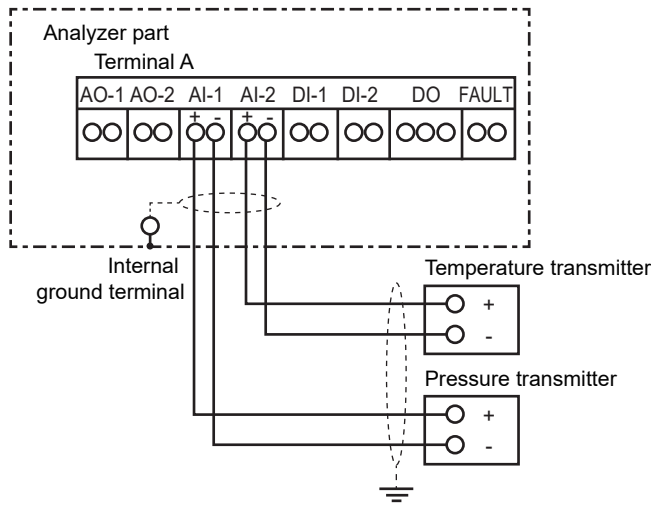 Analyzer part
Terminal A
AO-1 AO-2 AI-1 AI-2 DI-1 DI-2 DO FAULT
+ - + -
Internal
ground terminal
Temperature transmitter
+
-
Pressure transmitter
+
-